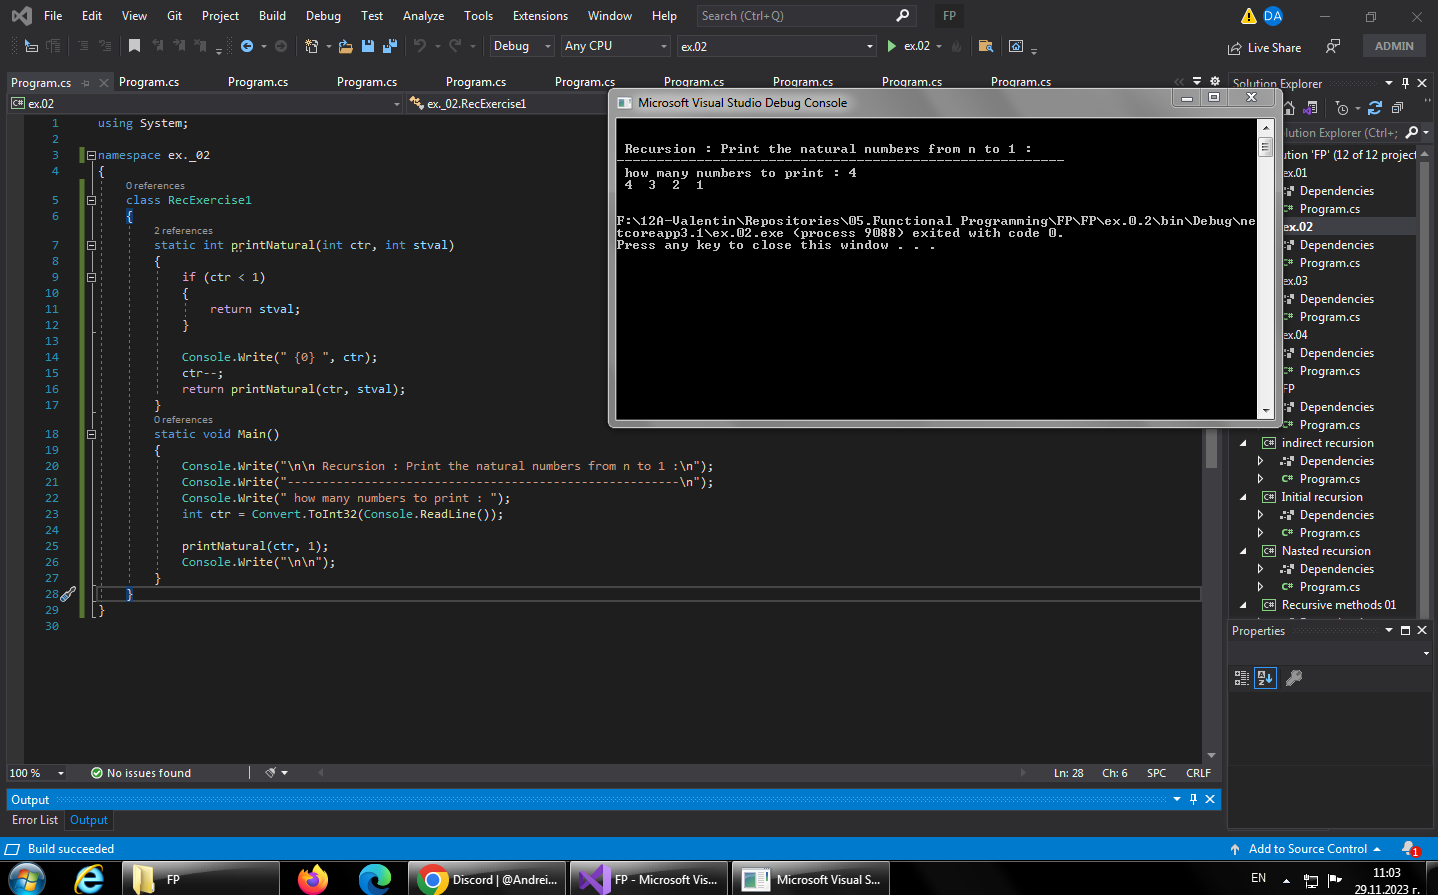 File Edit View Git Project Build Debug Test Analyze Tools Extensions Window Help Search (Ctrl+Q) FP DA
Debug Any CPU ex.02 ex.02 Live Share ADMIN
Program.cs Program.cs Program.cs Program.cs Program.cs Program.cs Program.cs Program.cs Program.cs Program.cs
ex.02 ex._02.RecExercise1
1 using System;
2
3 namespace ex._02
4 {
0 references
5 class RecExercise1
6 {
2 references
7 static int printNatural(int ctr, int stval)
8 {
9 if (ctr < 1)
10 {
11 return stval;
12 }
13
14 Console.Write(" {0} ", ctr);
15 ctr--;
16 return printNatural(ctr, stval);
17 }
0 references
18 static void Main()
19 {
20 Console.Write("\n\n Recursion : Print the natural numbers from n to 1 :\n");
21 Console.Write("--------------------------------------------------------\n");
22 Console.Write(" how many numbers to print : ");
23 int ctr = Convert.ToInt32(Console.ReadLine());
24
25 printNatural(ctr, 1);
26 Console.Write("\n\n");
27 }
28 }
29 }
30
Microsoft Visual Studio Debug Console
Recursion : Print the natural numbers from n to 1 :
--------------------------------------------------------
how many numbers to print : 4
4 3 2 1
F:\12A-Valentin\Repositories\05.Functional Programming\FP\FP\ex.0.2\bin\Debug\ne
tcoreapp3.1\ex.02.exe (process 9088) exited with code 0.
Press any key to close this window . . .
Solution Explorer
lution Explorer (Ctrl+;
ution 'FP' (12 of 12 project
ex.01
Dependencies
Program.cs
ex.02
Dependencies
Program.cs
ex.03
Dependencies
Program.cs
ex.04
Dependencies
Program.cs
FP
Dependencies
Program.cs
indirect recursion
Dependencies
Program.cs
Initial recursion
Dependencies
Program.cs
Nasted recursion
Dependencies
Program.cs
Recursive methods 01
Properties
100 % No issues found Ln: 28 Ch: 6 SPC CRLF
Output
Error List Output
Build succeeded Add to Source Control 1
FP Discord | @Andrei... FP - Microsoft Vis... Microsoft Visual S... EN 11:03
29.11.2023 г.